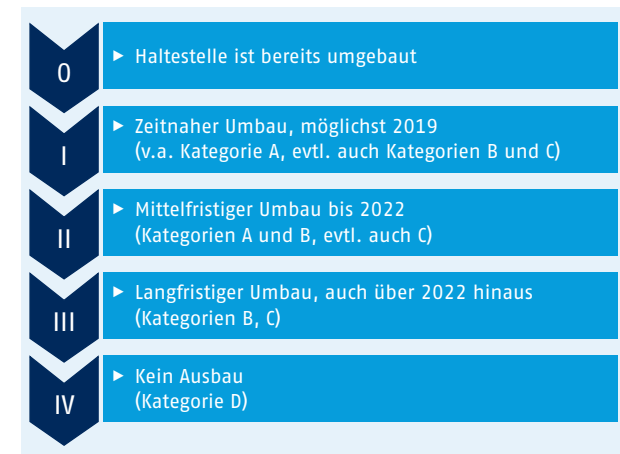 0
▸ Haltestelle ist bereits umgebaut
I
▸ Zeitnaher Umbau, möglichst 2019
(v.a. Kategorie A, evtl. auch Kategorien B und C)
II
▸ Mittelfristiger Umbau bis 2022
(Kategorien A und B, evtl. auch C)
III
▸ Langfristiger Umbau, auch über 2022 hinaus
(Kategorien B, C)
IV
▸ Kein Ausbau
(Kategorie D)